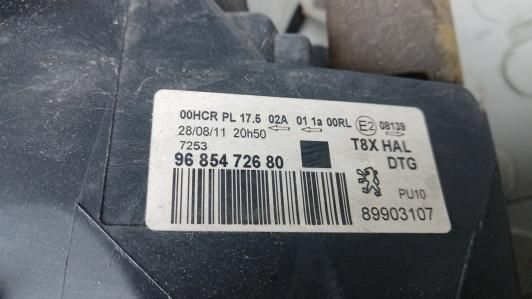 00HCR PL 17.5 02A 01 1a 00RL E2 08139
28/08/11 20h50
T8X HAL
7253
96 854 726 80
DTG
PU10
89903107